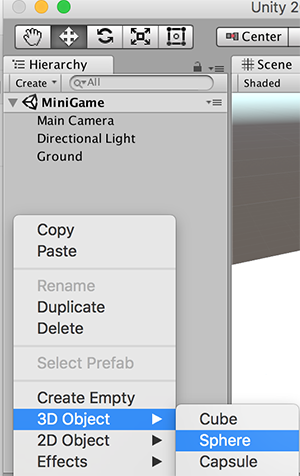 Unity 2
Center
Hierarchy
Scene
Create
All
Shaded
MiniGame
Main Camera
Directional Light
Ground
Copy
Paste
Rename
Duplicate
Delete
Select Prefab
Create Empty
3D Object
Cube
2D Object
Sphere
Effects
Capsule